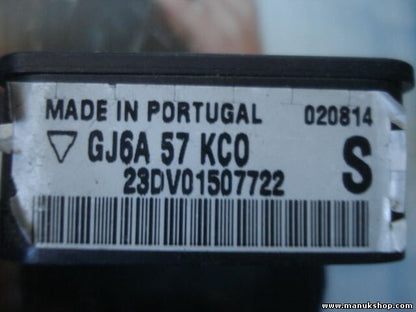 MADE IN PORTUGAL 020814
GJ6A 57 KC0 S
23DV01507722
www.manukshop.com